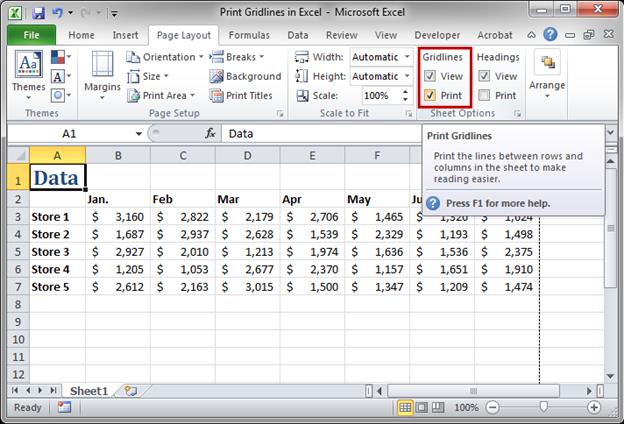 Print Gridlines in Excel - Microsoft Excel
File Home Insert Page Layout Formulas Data Review View Developer Acrobat
Themes
Margins
Orientation
Size
Print Area
Breaks
Background
Print Titles
Width: Automatic
Height: Automatic
Scale: 100%
Gridlines
View
Print
Headings
View
Print
Arrange
Themes Page Setup Scale to Fit Sheet Options
A1 fx Data
Print Gridlines
Print the lines between rows and
columns in the sheet to make
reading easier.
Press F1 for more help.
A B C D E F
1 Data
2 Jan. Feb Mar Apr May
3 Store 1 $ 3,160 $ 2,822 $ 2,179 $ 2,706 $ 1,465 $ 1,326 $ 1,624
4 Store 2 $ 1,687 $ 2,937 $ 2,628 $ 1,539 $ 2,329 $ 1,193 $ 1,498
5 Store 3 $ 2,927 $ 2,010 $ 1,213 $ 1,974 $ 1,636 $ 1,536 $ 2,375
6 Store 4 $ 1,205 $ 1,053 $ 2,677 $ 2,370 $ 1,157 $ 1,651 $ 1,910
7 Store 5 $ 2,612 $ 2,163 $ 3,015 $ 1,500 $ 1,347 $ 1,209 $ 1,474
8
9
10
11
12
Sheet1
Ready 100%